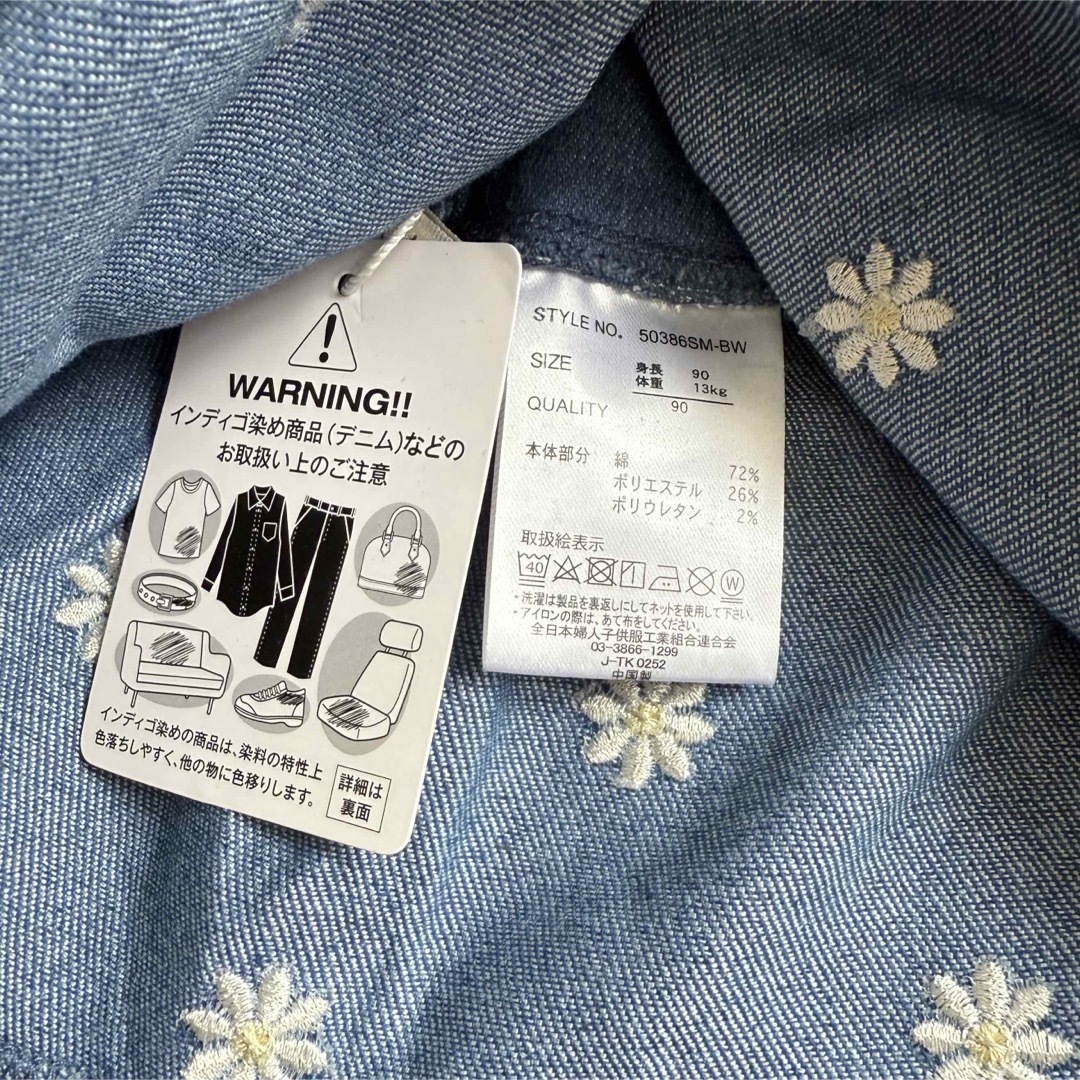 WARNING!!
インディゴ染め商品(デニム)などの
お取扱い上のご注意
インディゴ染めの商品は、染料の特性上
色落ちしやすく、他の物に色移りします。
詳細は
裏面
STYLE NO. 50386SM-BW
SIZE 身長 90
体重 13kg
90
QUALITY
本体部分 綿 72%
ポリエステル 26%
ポリウレタン 2%
取扱絵表示
40 W
*洗濯は製品を裏返しにしてネットを使用して下さい。
*アイロンの際は、あて布をしてください。
全日本婦人子供服工業組合連合会
03-3866-1299
J-TK0252
中国製